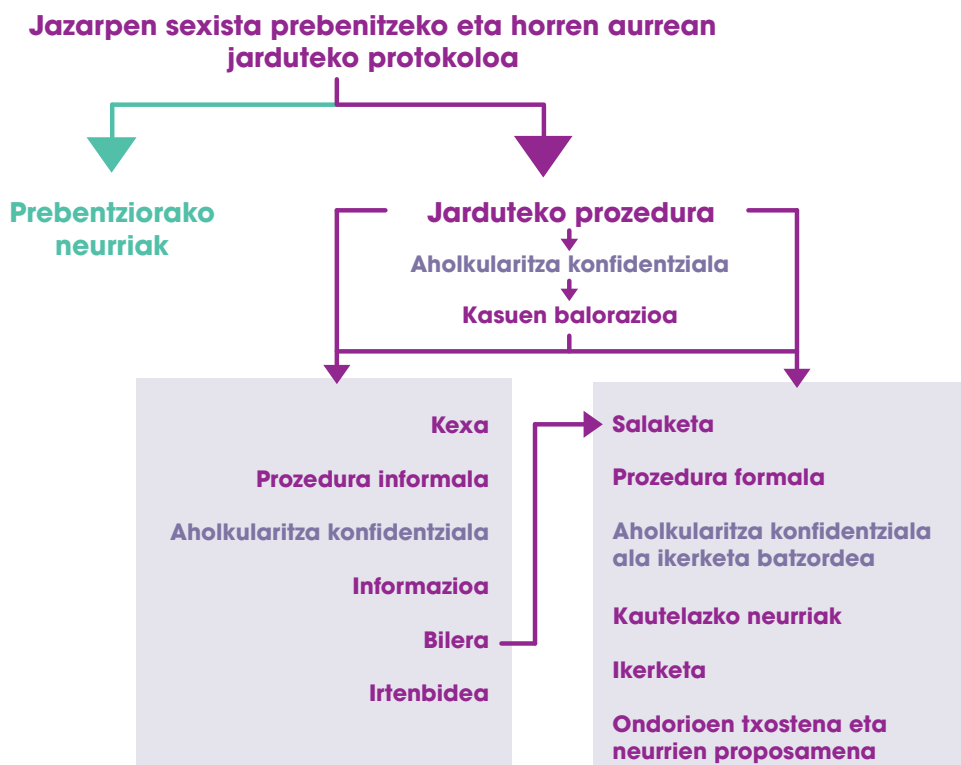 Jazarpen sexista prebenitzeko eta horren aurrean
jarduteko protokoloa
Prebentziorako
neurriak
Jarduteko prozedura
Aholkularitza konfidentziala
Kasuen balorazioa
Kexa
Prozedura informala
Aholkularitza konfidentziala
Informazioa
Bilera
Irtenbidea
Salaketa
Prozedura formala
Aholkularitza konfidentziala
ala ikerketa batzordea
Kautelazko neurriak
Ikerketa
Ondorioen txostena eta
neurrien proposamena